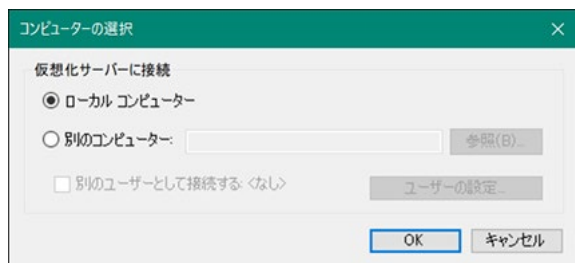 コンピューターの選択
仮想化サーバーに接続
ローカル コンピューター
別のコンピューター: 参照(B)...
別のユーザーとして接続する: <なし> ユーザーの設定...
OK キャンセル